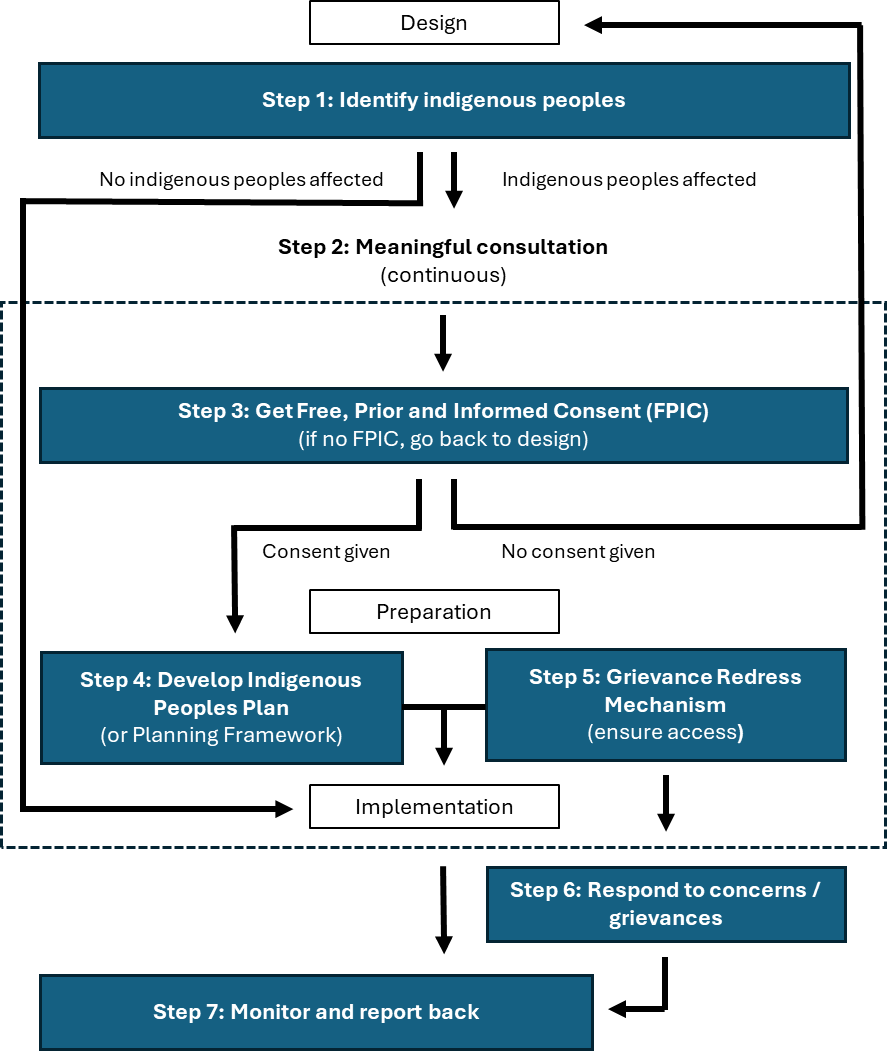 Design
Step 1: Identify indigenous peoples
No indigenous peoples affected
Indigenous peoples affected
Step 2: Meaningful consultation
(continuous)
Step 3: Get Free, Prior and Informed Consent (FPIC)
(if no FPIC, go back to design)
Consent given
No consent given
Preparation
Step 4: Develop Indigenous
Peoples Plan
(or Planning Framework)
Step 5: Grievance Redress
Mechanism
(ensure access)
Implementation
Step 6: Respond to concerns /
grievances
Step 7: Monitor and report back